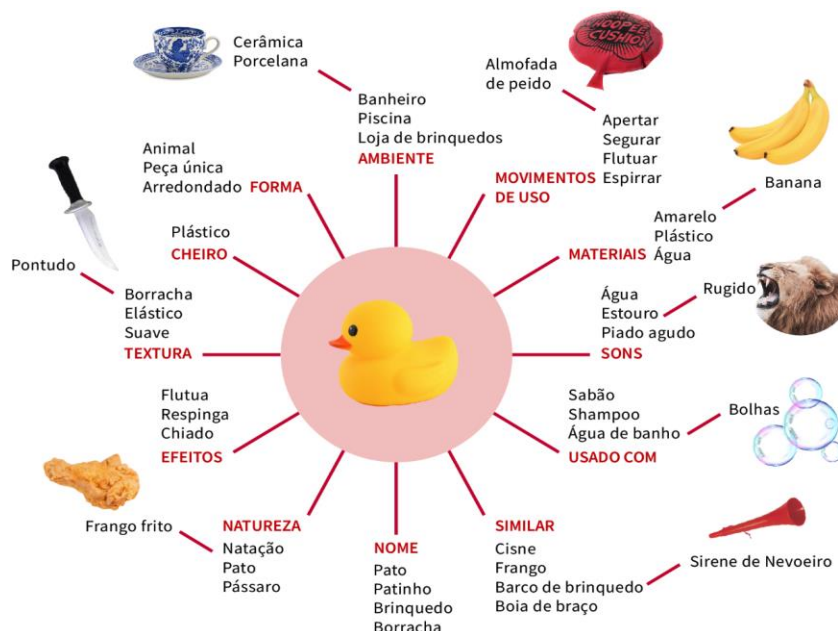 Cerâmica
Porcelana
Banheiro
Piscina
Loja de brinquedos
AMBIENTE
WHOOPEE
CUSHION
Almofada
de peido
Apertar
Segurar
Flutuar
Espirrar
MOVIMENTOS
DE USO
Banana
Amarelo
Plástico
Água
MATERIAIS
Rugido
Água
Estouro
Piado agudo
SONS
Bolhas
Sabão
Shampoo
Água de banho
USADO COM
Sirene de Nevoeiro
SIMILAR
Cisne
Frango
Barco de brinquedo
Boia de braço
NOME
Pato
Patinho
Brinquedo
Borracha
Frango frito
NATUREZA
Natação
Pato
Pássaro
Flutua
Respinga
Chiado
EFEITOS
Pontudo
Borracha
Elástico
Suave
TEXTURA
Plástico
CHEIRO
Animal
Peça única
Arredondado
FORMA